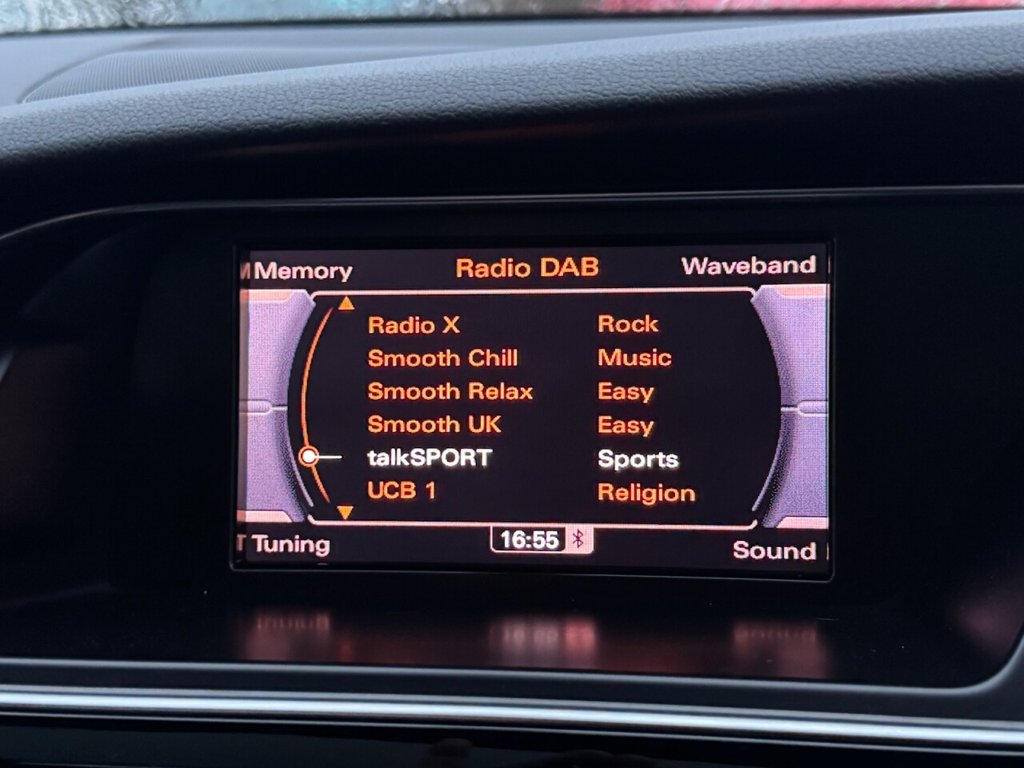 Memory Radio DAB Waveband
Radio X Rock
Smooth Chill Music
Smooth Relax Easy
Smooth UK Easy
talkSPORT Sports
UCB 1 Religion
Tuning 16:55 Sound